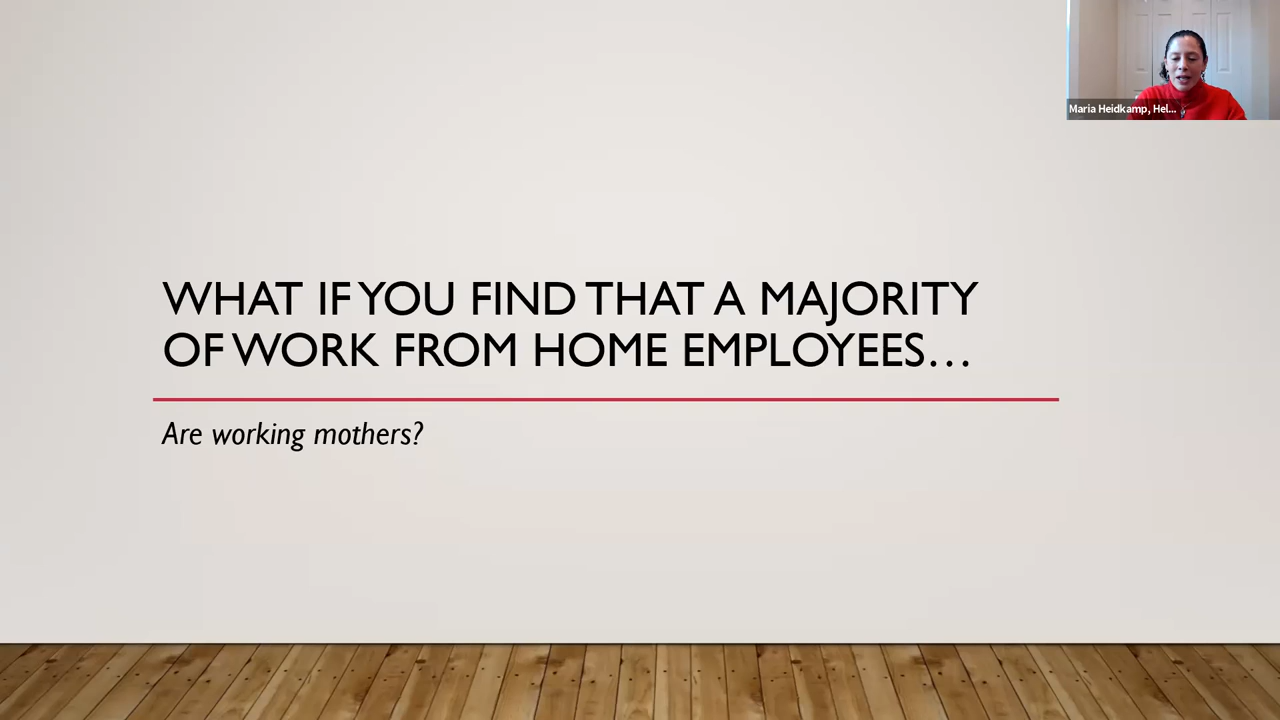 Maria Heidkamp, Hel...
WHAT IF YOU FIND THAT A MAJORITY
OF WORK FROM HOME EMPLOYEES…
Are working mothers?